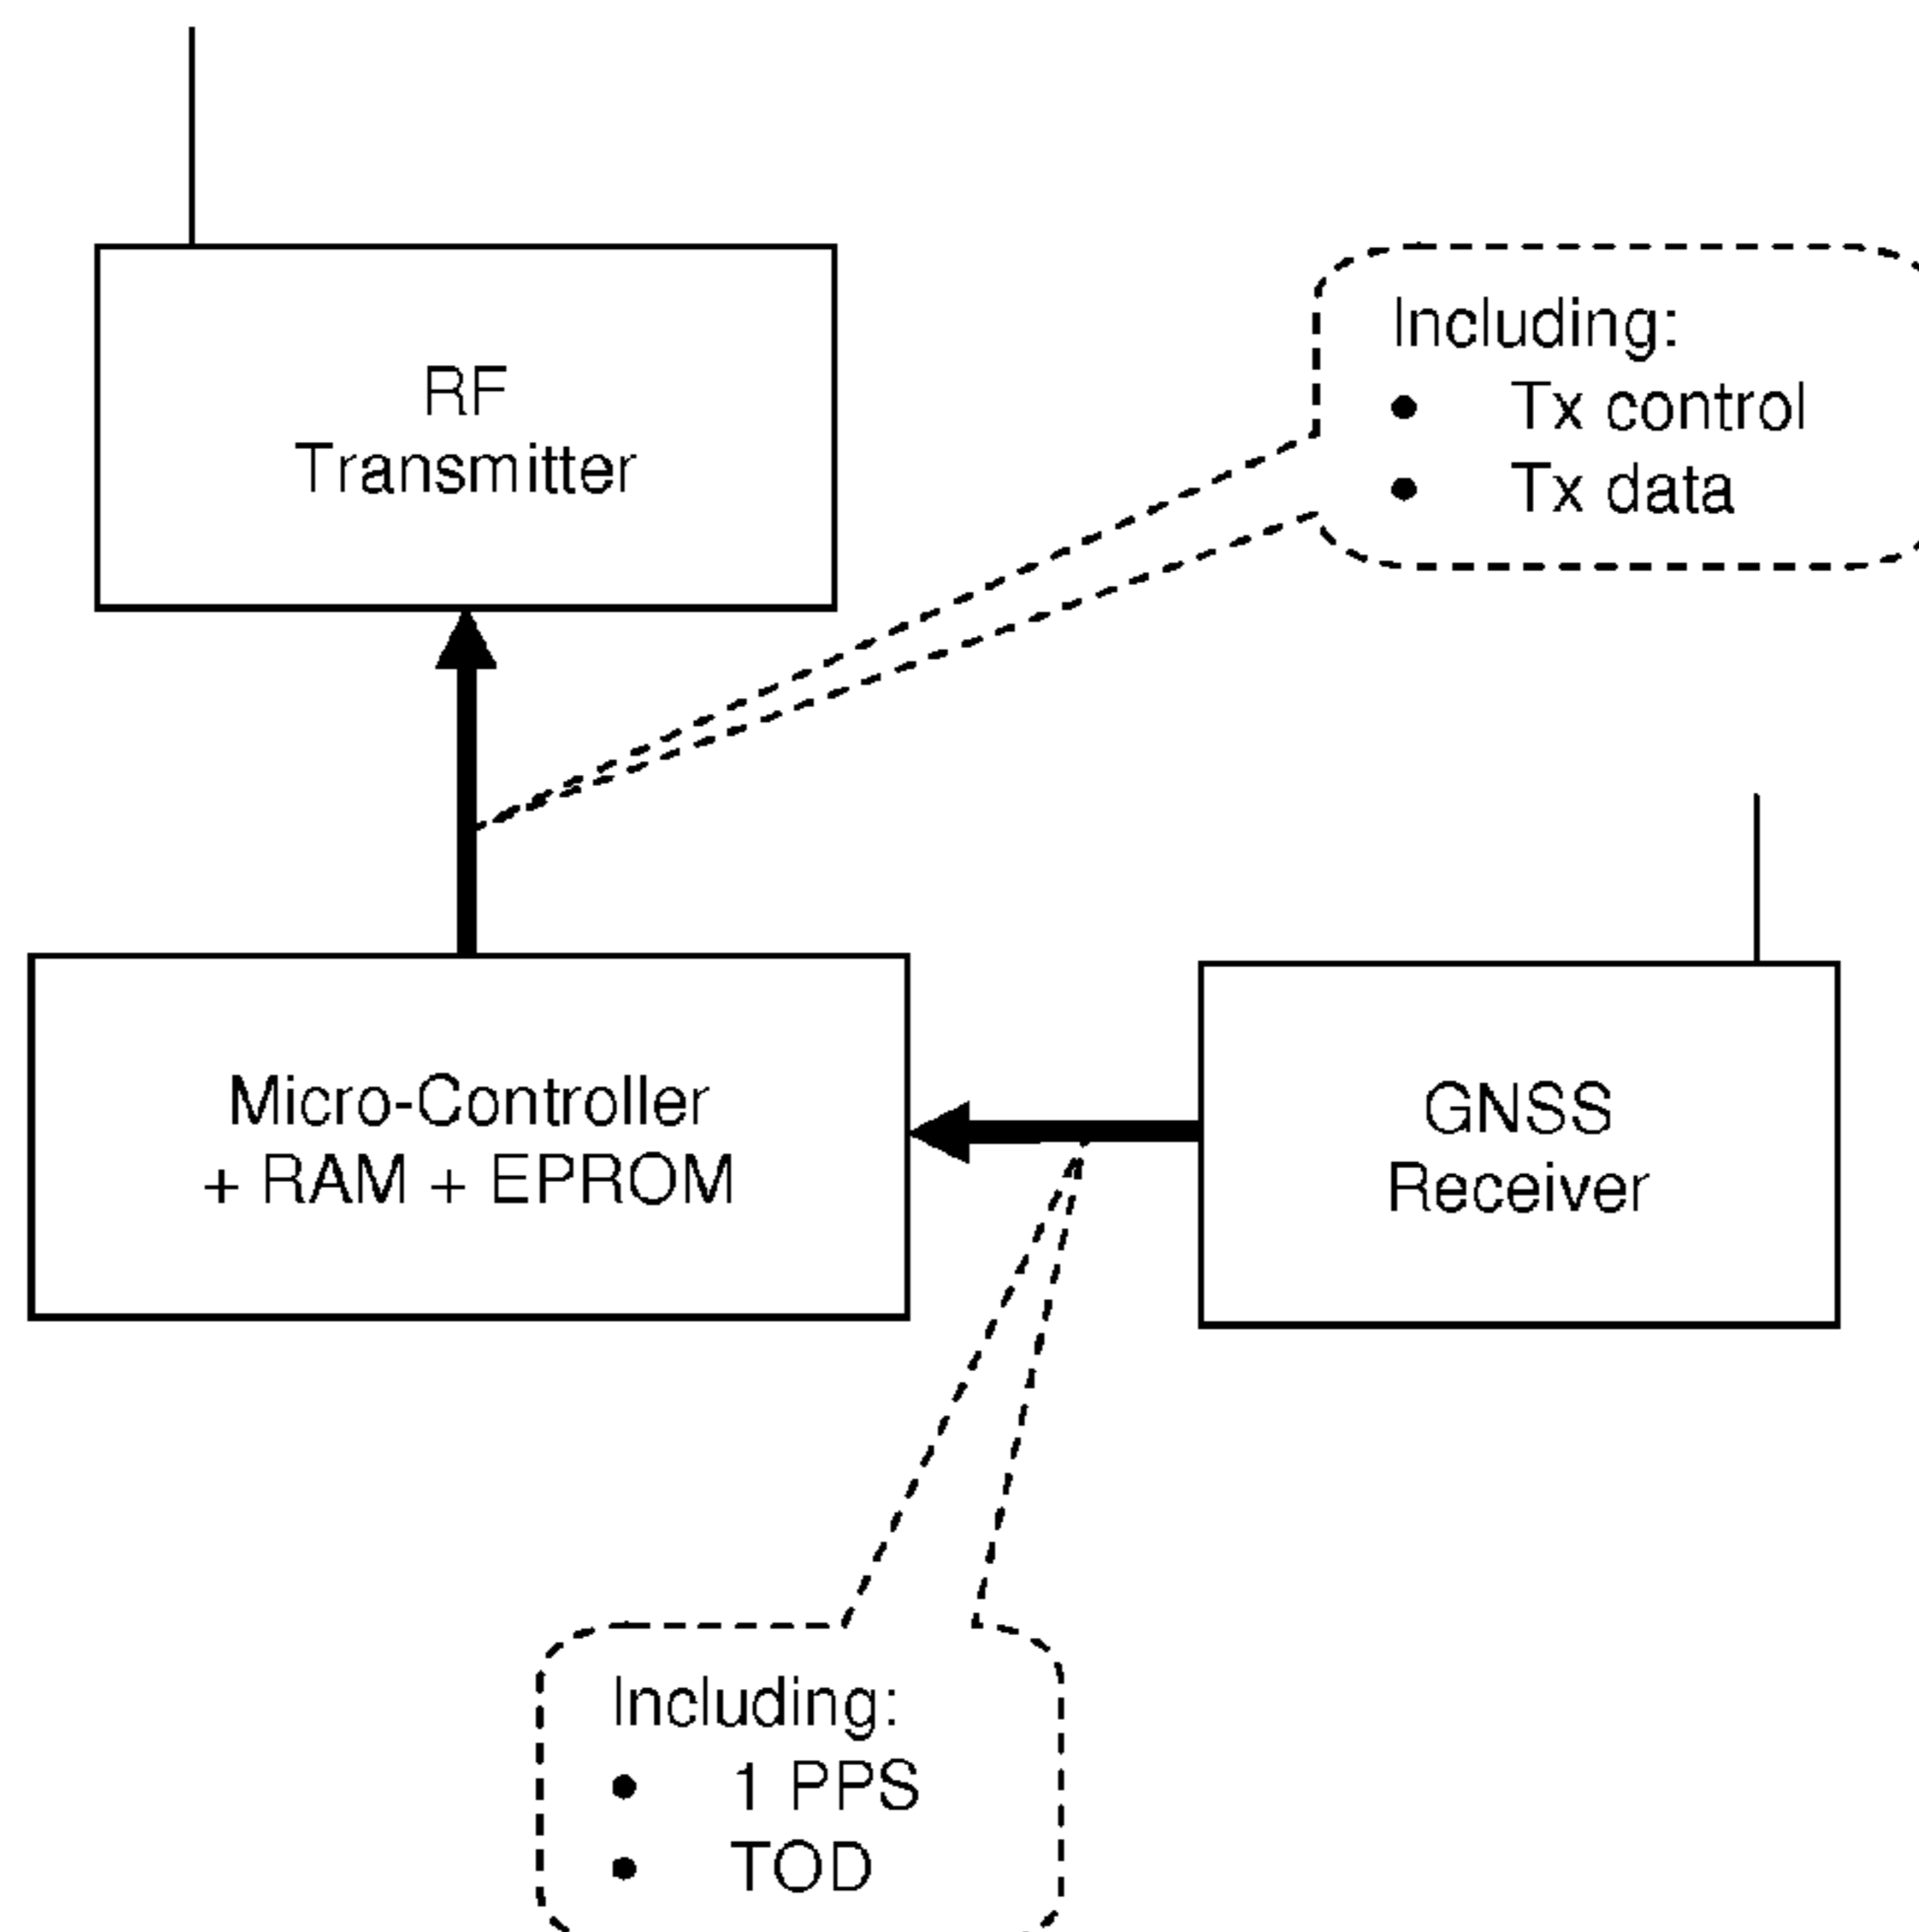 RF
Transmitter
Including:
● Tx control
● Tx data
Micro-Controller
+ RAM + EPROM
GNSS
Receiver
Including:
● 1 PPS
● TOD